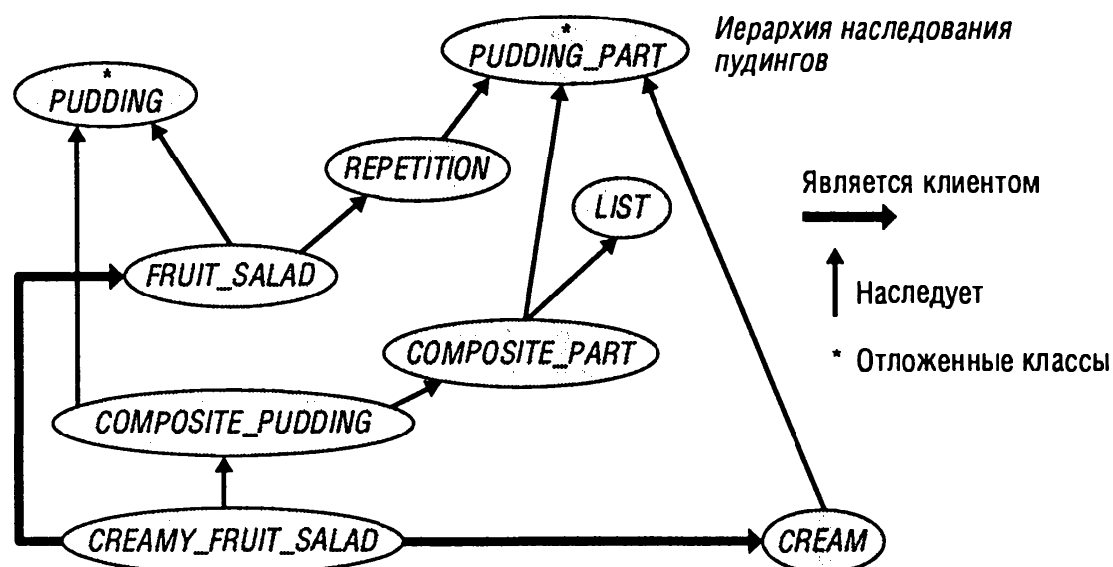 Иерархия наследования
пудингов
*
PUDDING_PART
*
PUDDING
REPETITION
LIST
Является клиентом
FRUIT_SALAD
Наследует
COMPOSITE_PART
* Отложенные классы
COMPOSITE_PUDDING
CREAMY_FRUIT_SALAD
CREAM